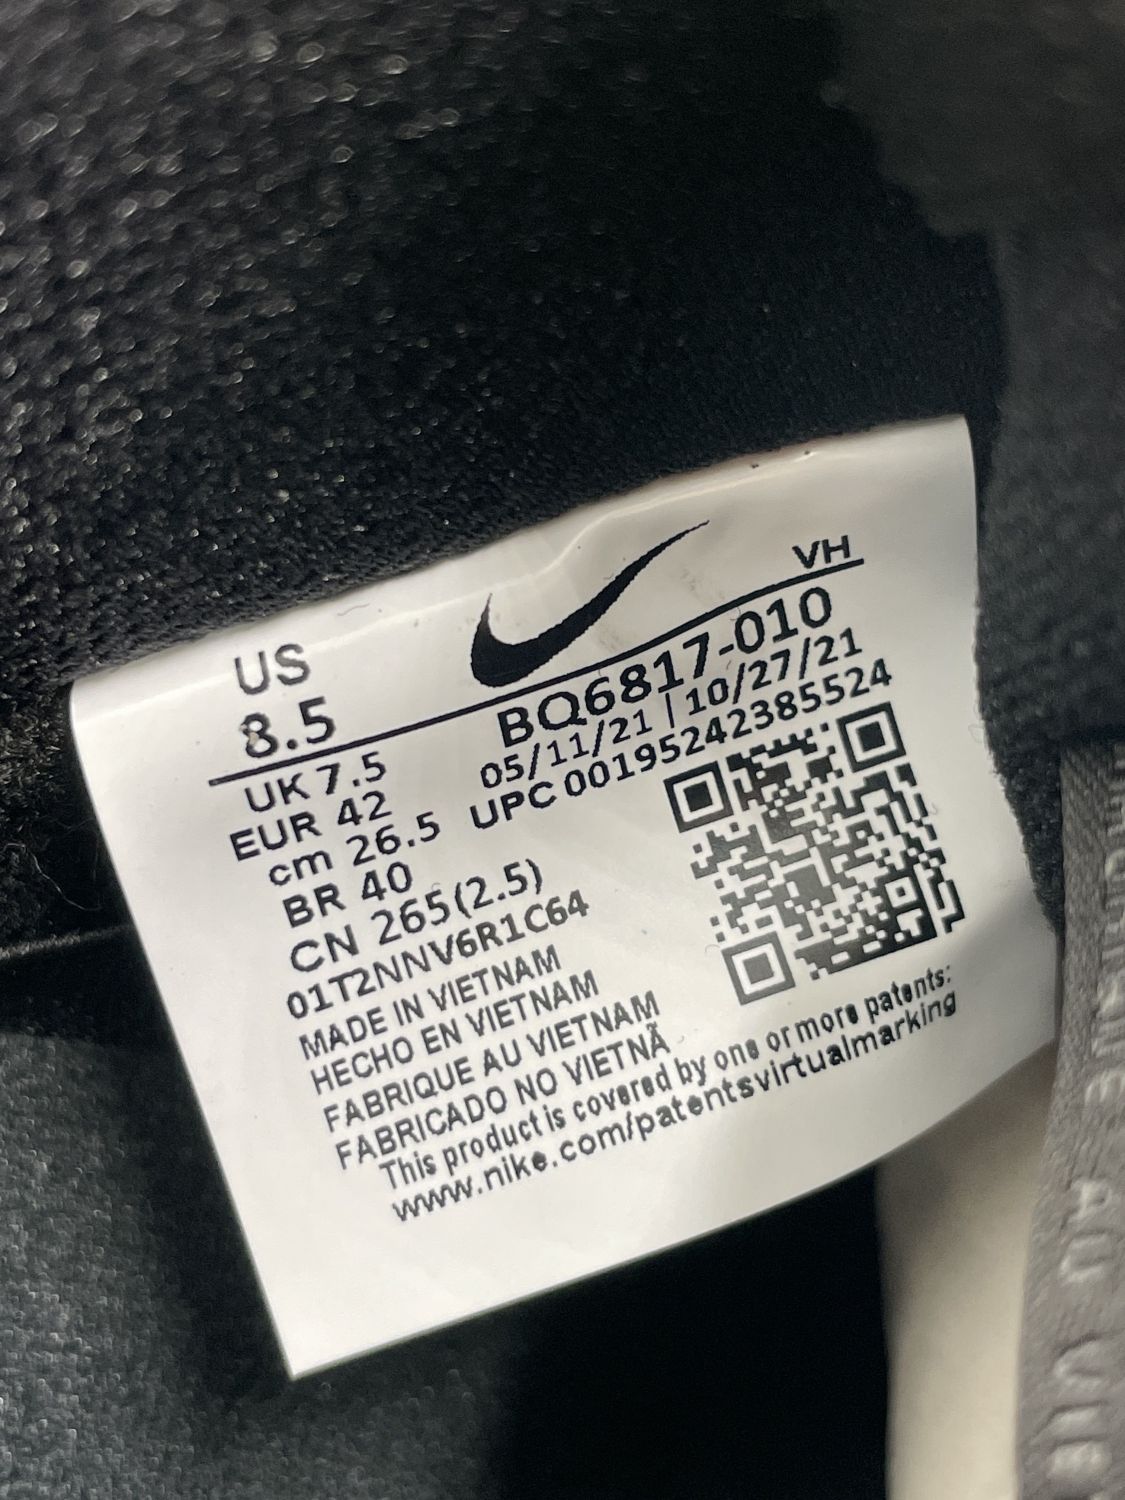 VH
US
8.5
BQ6817-010
05/11/21 | 10/27/21
UPC 00195242385524
UK 7.5
EUR 42
cm 26.5
BR 40
CN 265(2.5)
01T2NNV6R1C64
MADE IN VIETNAM
HECHO EN VIETNAM
FABRIQUE AU VIETNAM
FABRICADO NO VIETNÃ
This product is covered by one or more patents:
www.nike.com/patentsvirtualmarking
AU VIE